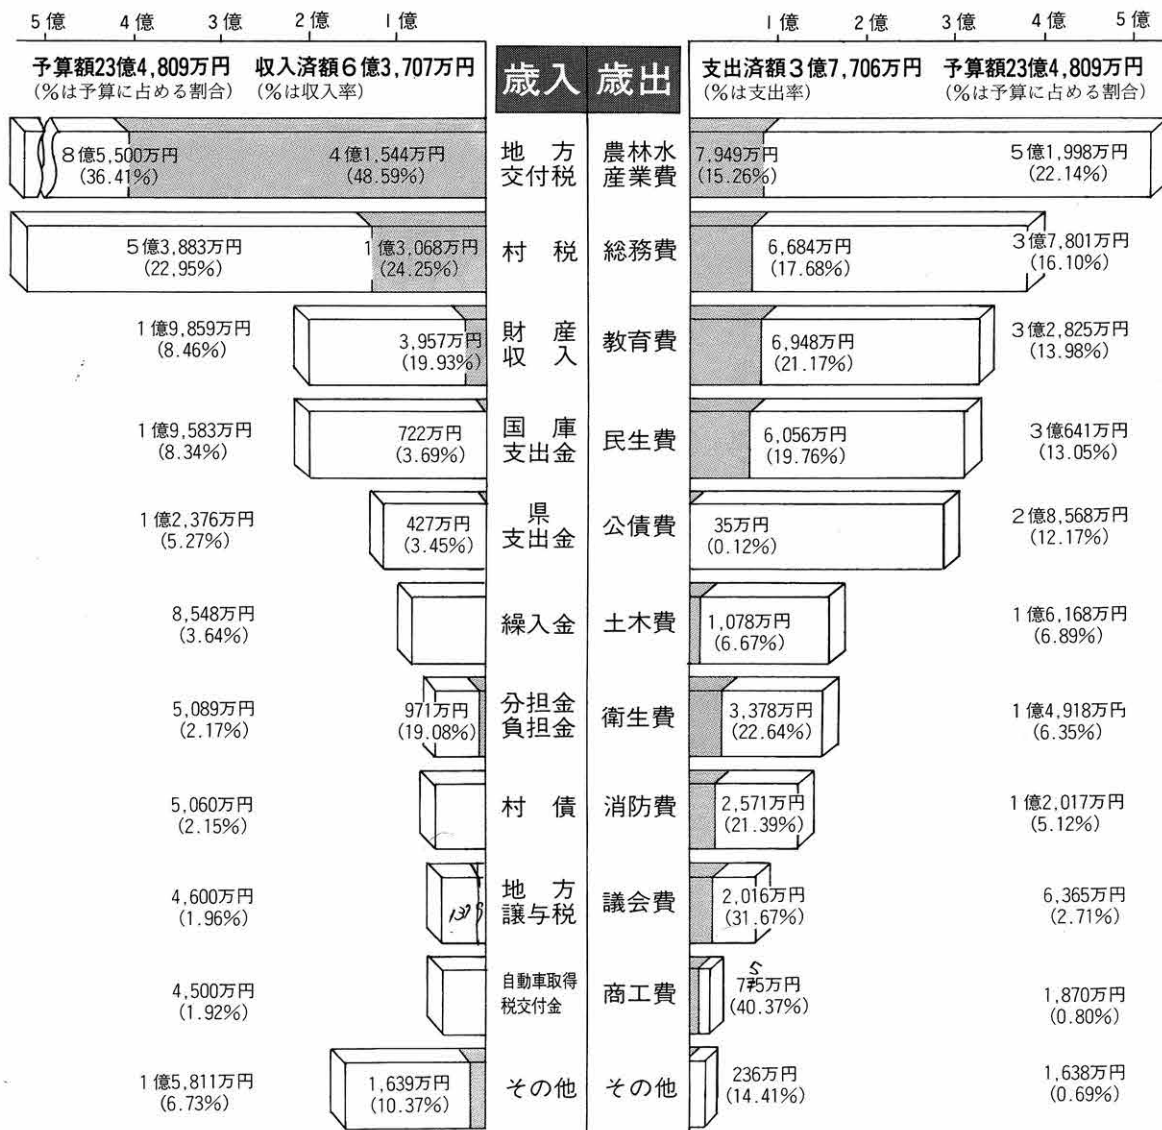 5億 4億 3億 2億 1億 1億 2億 3億 4億 5億
予算額23億4,809万円 収入済額6億3,707万円 歳入 歳出 支出済額3億7,706万円 予算額23億4,809万円
(%は予算に占める割合) (%は収入率) (%は支出率) (%は予算に占める割合)
8億5,500万円 4億1,544万円 地方 農林水 7,949万円 5億1,998万円
(36.41%) (48.59%) 交付税 産業費 (15.26%) (22.14%)
5億3,883万円 1億3,068万円 村税 総務費 6,684万円 3億7,801万円
(22.95%) (24.25%) (17.68%) (16.10%)
1億9,859万円 3,957万円 財産 教育費 6,948万円 3億2,825万円
(8.46%) (19.93%) 収入 (21.17%) (13.98%)
1億9,583万円 722万円 国庫 民生費 6,056万円 3億641万円
(8.34%) (3.69%) 支出金 (19.76%) (13.05%)
1億2,376万円 427万円 県 公債費 35万円 2億8,568万円
(5.27%) (3.45%) 支出金 (0.12%) (12.17%)
8,548万円 繰入金 土木費 1,078万円 1億6,168万円
(3.64%) (6.67%) (6.89%)
5,089万円 971万円 分担金 衛生費 3,378万円 1億4,918万円
(2.17%) (19.08%) 負担金 (22.64%) (6.35%)
5,060万円 村債 消防費 2,571万円 1億2,017万円
(2.15%) (21.39%) (5.12%)
4,600万円 地方 議会費 2,016万円 6,365万円
(1.96%) 譲与税 (31.67%) (2.71%)
5
4,500万円 自動車取得 商工費 775万円 1,870万円
(1.92%) 税交付金 (40.37%) (0.80%)
1億5,811万円 1,639万円 その他 その他 236万円 1,638万円
(6.73%) (10.37%) (14.41%) (0.69%)